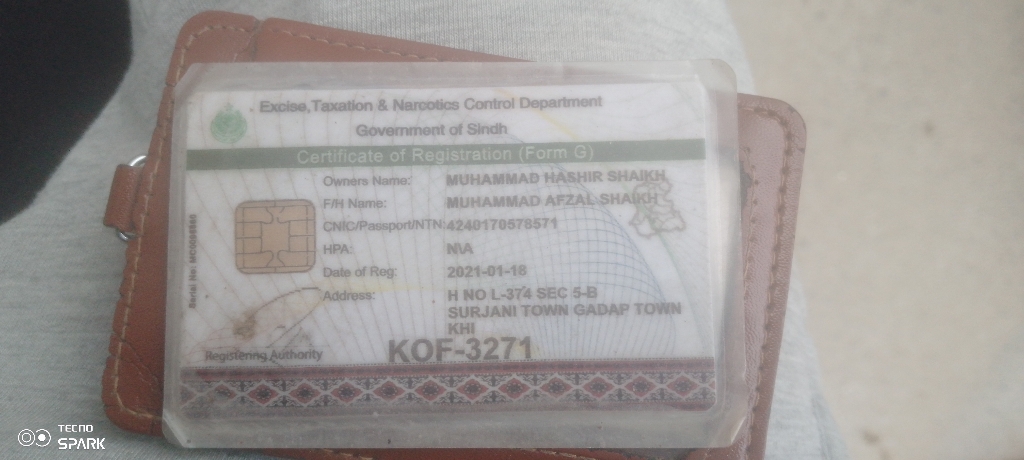 Excise, Taxation & Narcotics Control Department
Government of Sindh
Certificate of Registration (Form G)
Owners Name: MUHAMMAD HASHIR SHAIKH
F/H Name: MUHAMMAD AFZAL SHAIKH
CNIC/Passport/NTN: 4240170578571
HPA: N\A
Date of Reg: 2021-01-18
Address: H NO L-374 SEC 5-B
SURJANI TOWN GADAP TOWN
KHI
Registering Authority KOF-3271
Serial No:
TECNO
SPARK